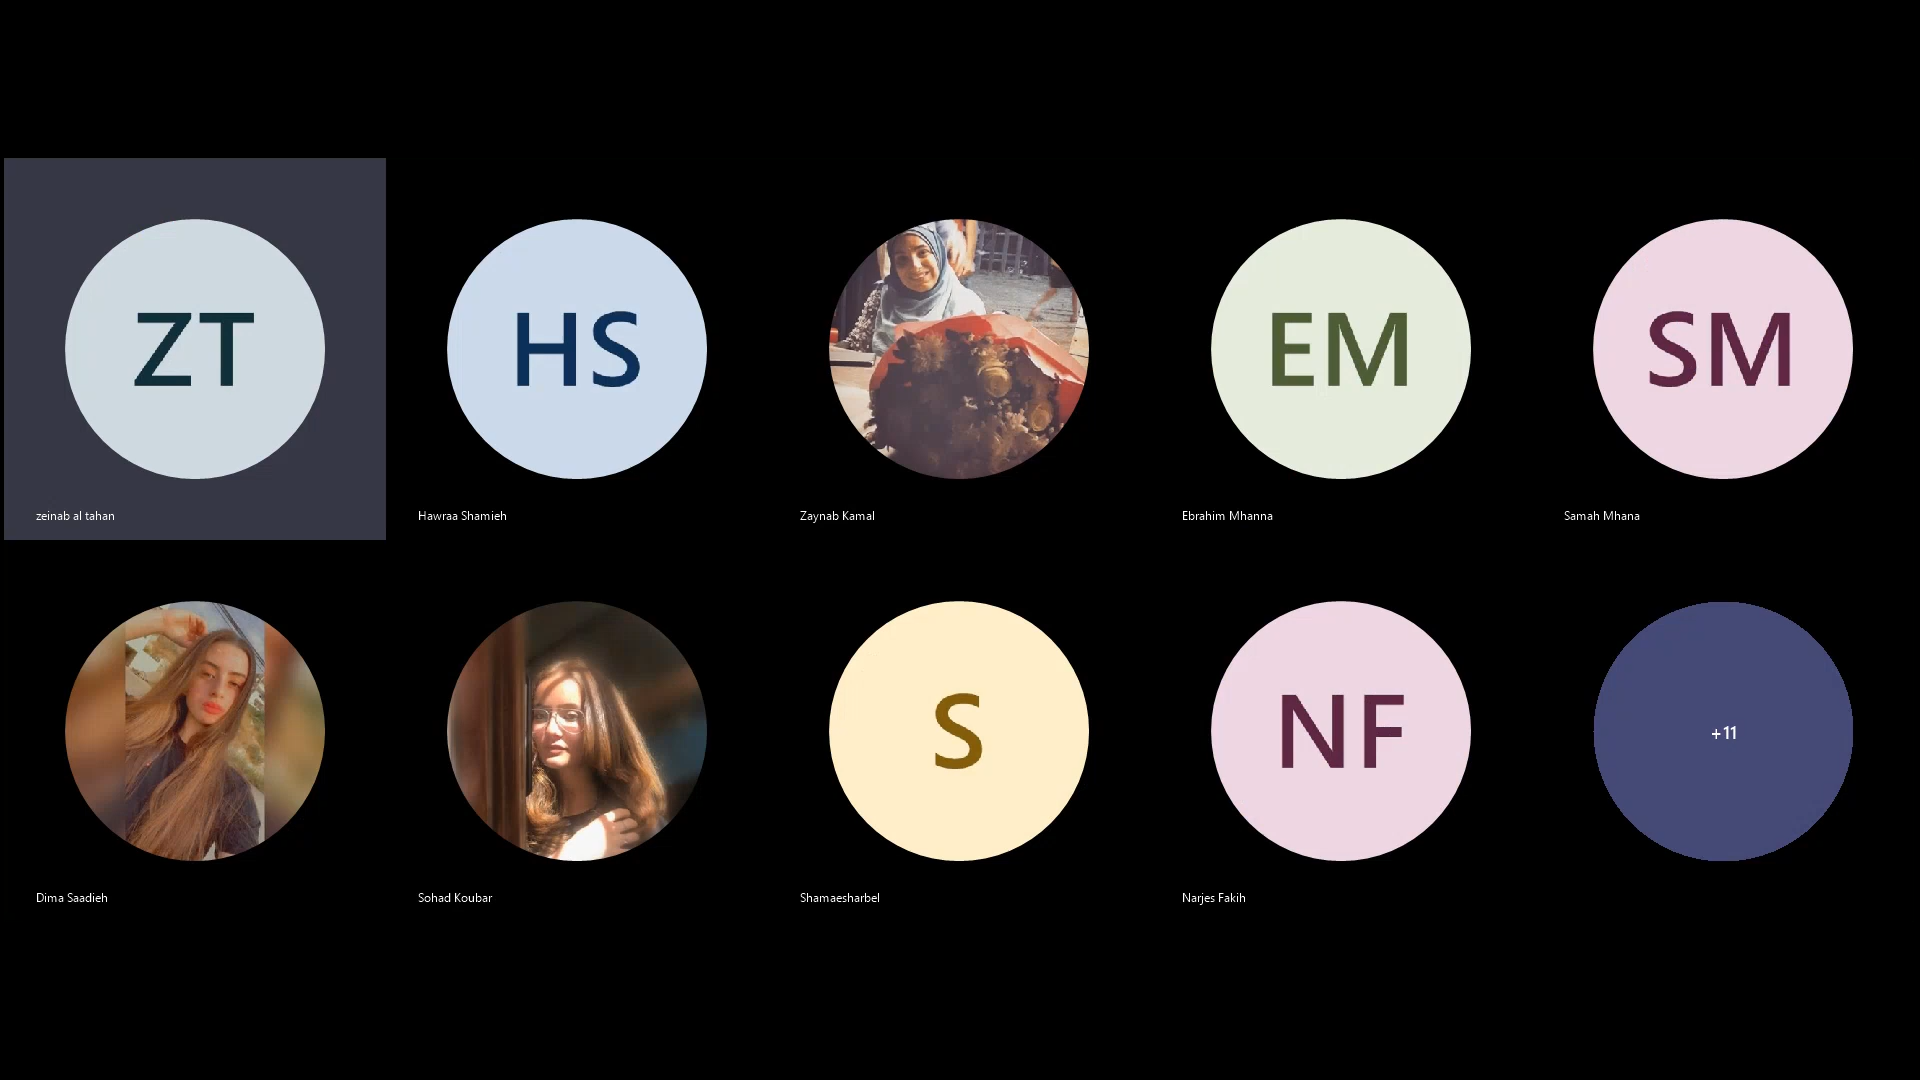 ZT
HS
EM
SM
zeinab al tahan
Hawraa Shamieh
Zaynab Kamal
Ebrahim Mhanna
Samah Mhana
S
NF
+11
Dima Saadieh
Sohad Koubar
Shamaesharbel
Narjes Fakih